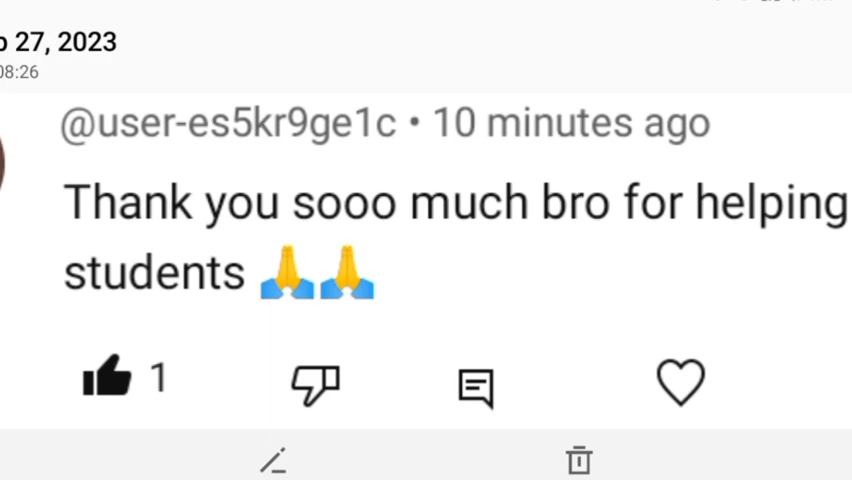 27, 2023
08:26
@user-es5kr9ge1c • 10 minutes ago
Thank you sooo much bro for helping
students 🙏🙏
1